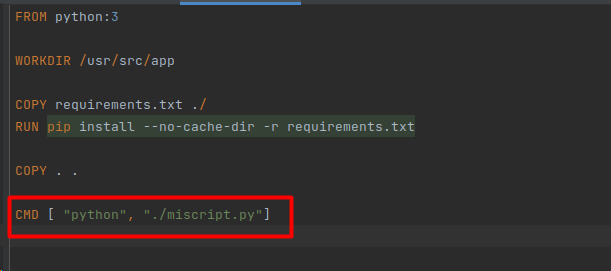 FROM python:3
WORKDIR /usr/src/app
COPY requirements.txt ./
RUN pip install --no-cache-dir -r requirements.txt
COPY . .
CMD [ "python", "./miscript.py"]